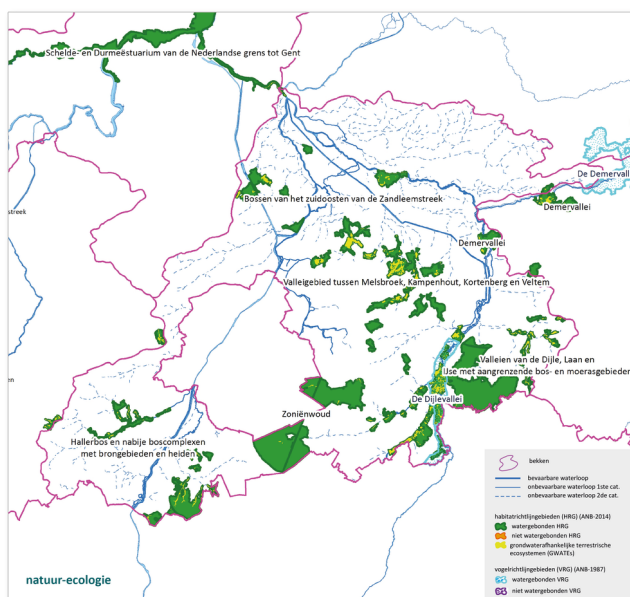 Schelde- en Durmeëstuarium van de Nederlandse grens tot Gent
De Demervall
streek
Bossen van het zuidoosten van de Zandleemstreek
Demervallei
Demervallei
Valleigebied tussen Melsbroek, Kampenhout, Kortenberg en Veltem
Valleien van de Dijle, Laan en
IJse met aangrenzende bos- en moerasgebieden
en
De Dijlevallei
Zoniënwoud
Hallerbos en nabije boscomplexen
met brongebieden en heiden
bekken
bevaarbare waterloop
onbevaarbare waterloop 1ste cat.
onbevaarbare waterloop 2de cat.
habitatrichtlijngebieden (HRG) (ANB-2014)
watergebonden HRG
niet watergebonden HRG
grondwaterafhankelijke terrestrische
ecosystemen (GWATEs)
vogelrichtlijngebieden (VRG) (ANB-1987)
watergebonden VRG
niet watergebonden VRG
natuur-ecologie